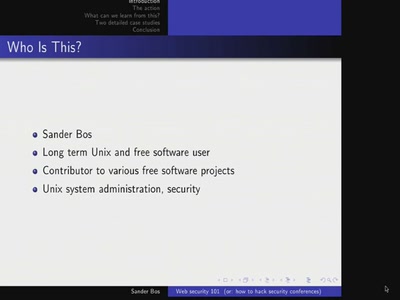 Introduction
The action
What can we learn from this?
Two detailed case studies
Conclusion
Who Is This?
Sander Bos
Long term Unix and free software user
Contributor to various free software projects
Unix system administration, security
Sander Bos
Web security 101 (or: how to hack security conferences)